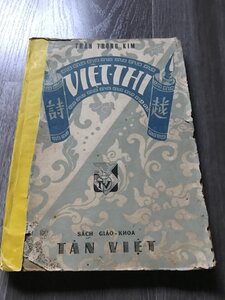 TRẦN TRỌNG KIM
VIỆT-THI
詩 越
SÁCH GIÁO-KHOA
TÂN VIỆT